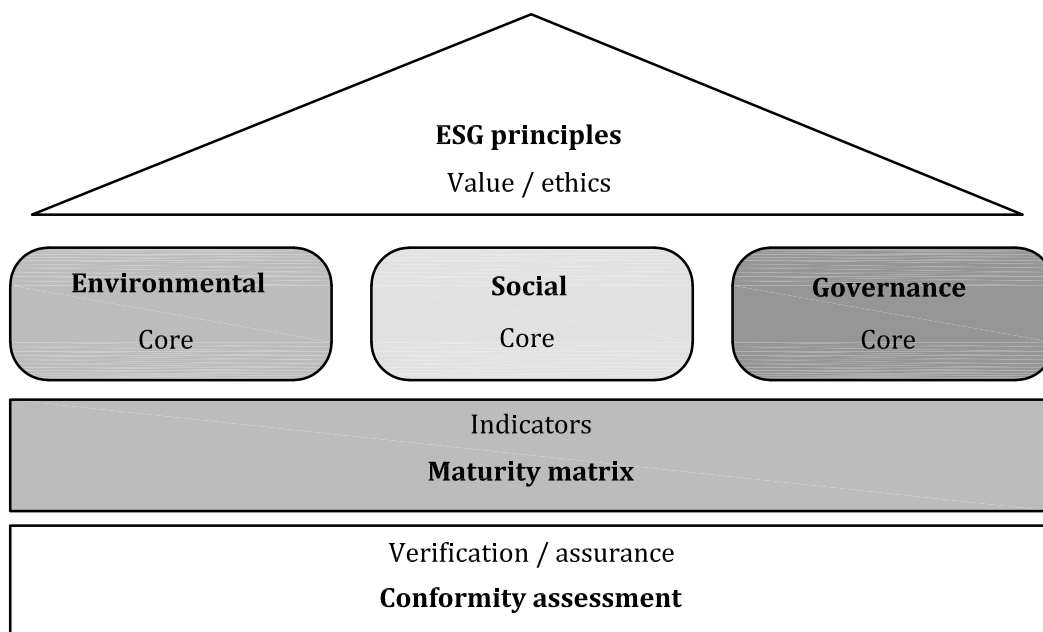 ESG principles
Value / ethics
Environmental
Core
Social
Core
Governance
Core
Indicators
Maturity matrix
Verification / assurance
Conformity assessment